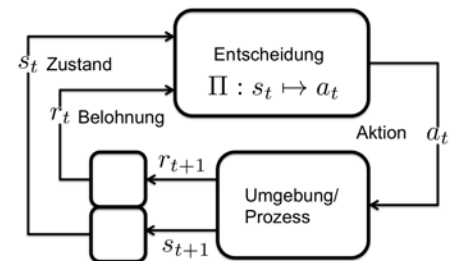 s_t Zustand
Entscheidung
Π : s_t ↦ a_t
r_t Belohnung
Aktion a_t
r_{t+1}
Umgebung/
Prozess
s_{t+1}